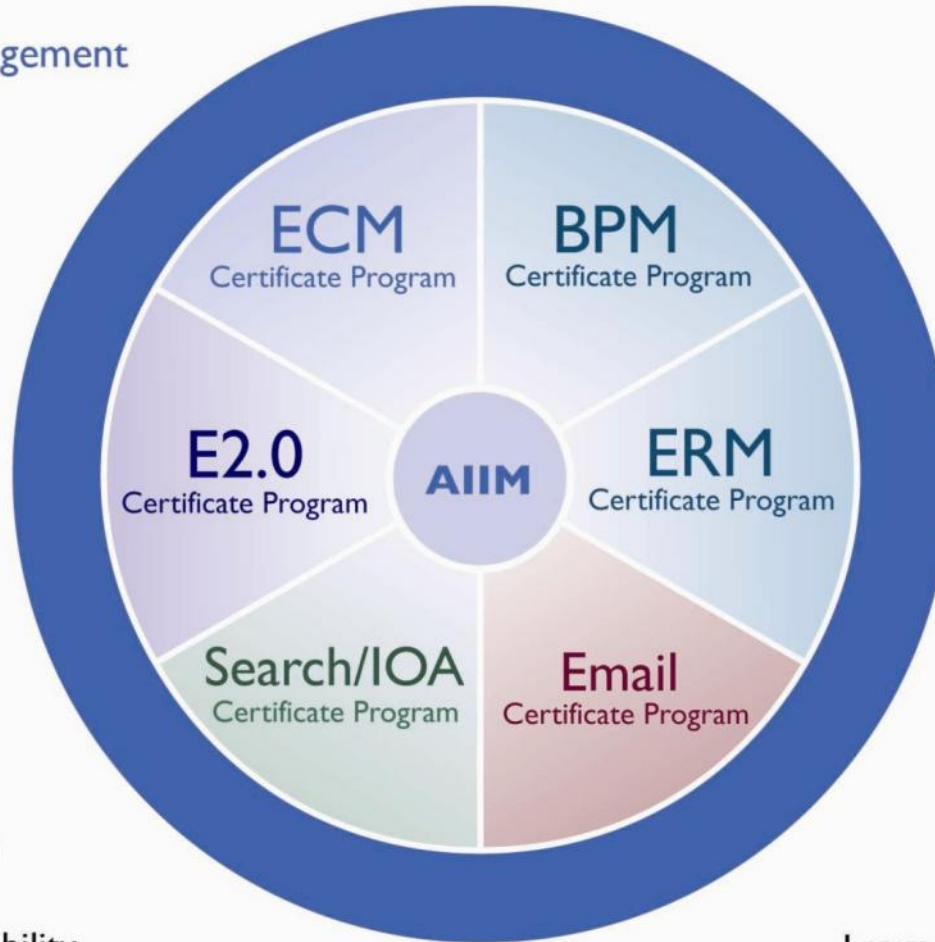 gement
ECM
Certificate Program
BPM
Certificate Program
E2.0
Certificate Program
AIIM
ERM
Certificate Program
Search/IOA
Certificate Program
Email
Certificate Program